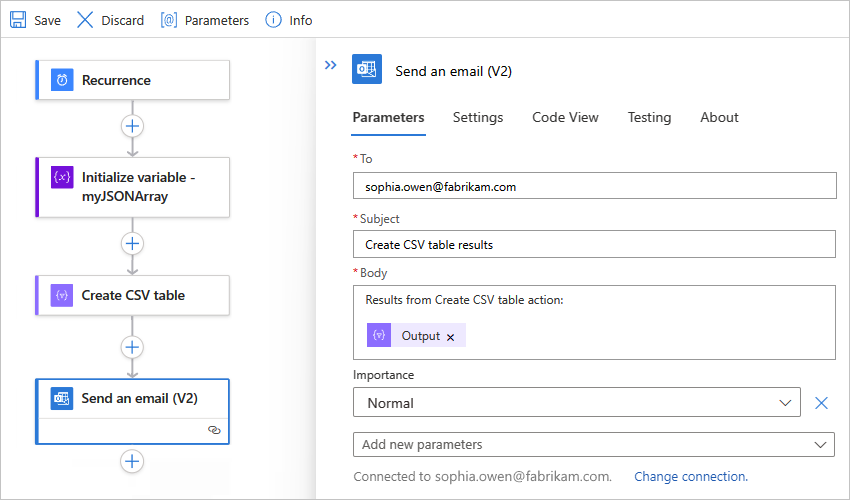 Save Discard [@] Parameters Info
Recurrence
Initialize variable -
myJSONArray
Create CSV table
Send an email (V2)
Send an email (V2)
Parameters Settings Code View Testing About
*To
sophia.owen@fabrikam.com
*Subject
Create CSV table results
*Body
Results from Create CSV table action:
Output
Importance
Normal
Add new parameters
Connected to sophia.owen@fabrikam.com. Change connection.